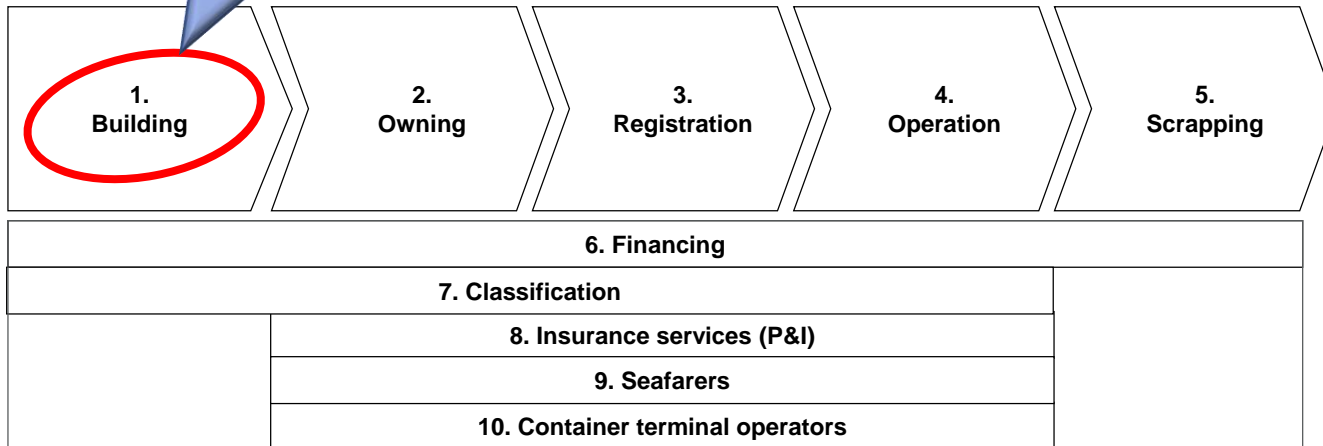 1.
Building
2.
Owning
3.
Registration
4.
Operation
5.
Scrapping
6. Financing
7. Classification
8. Insurance services (P&I)
9. Seafarers
10. Container terminal operators